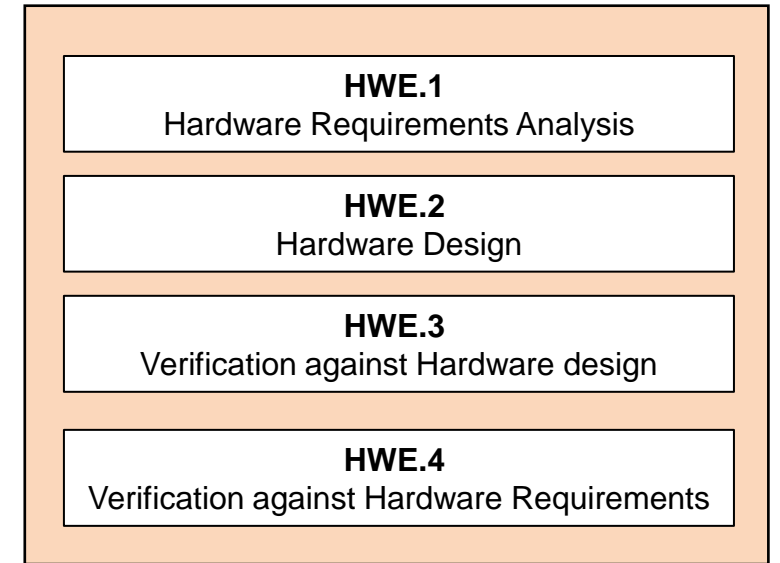 HWE.1
Hardware Requirements Analysis
HWE.2
Hardware Design
HWE.3
Verification against Hardware design
HWE.4
Verification against Hardware Requirements